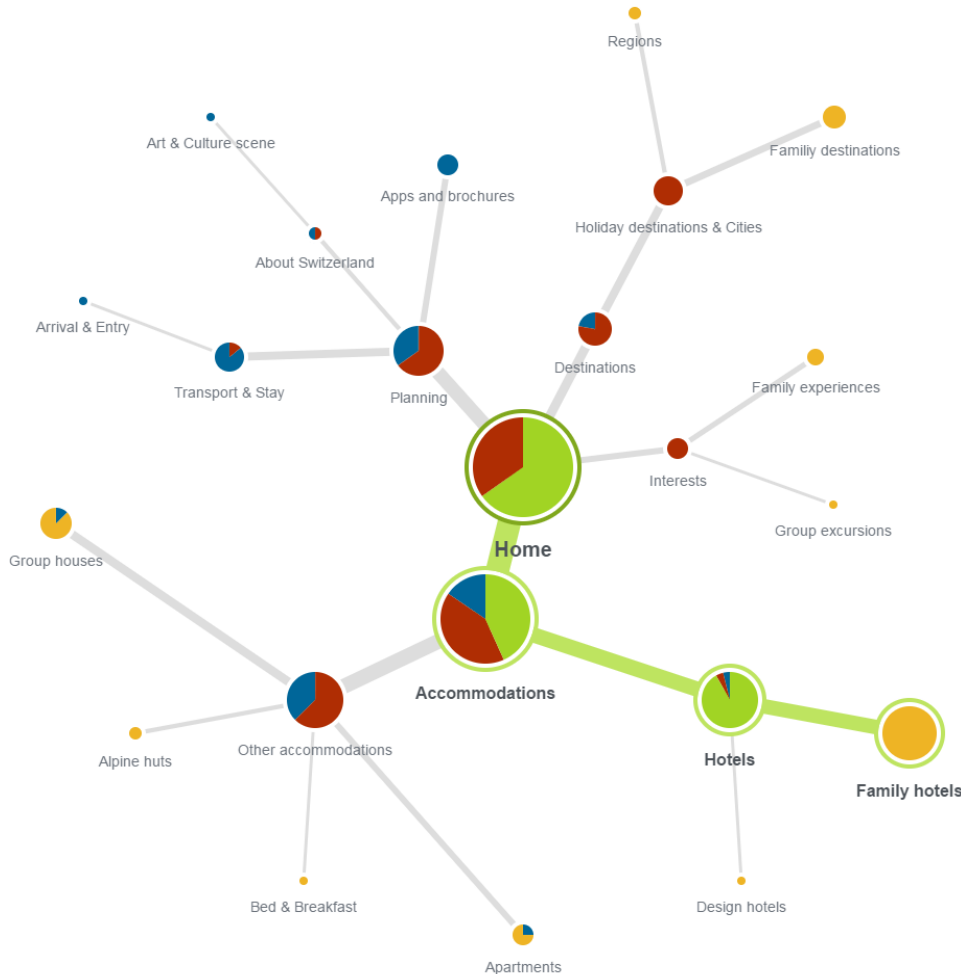 Regions
Art & Culture scene
Familiy destinations
Apps and brochures
Holiday destinations & Cities
About Switzerland
Arrival & Entry
Destinations
Transport & Stay
Planning
Family experiences
Interests
Group excursions
Home
Group houses
Accommodations
Other accommodations
Hotels
Alpine huts
Family hotels
Bed & Breakfast
Design hotels
Apartments